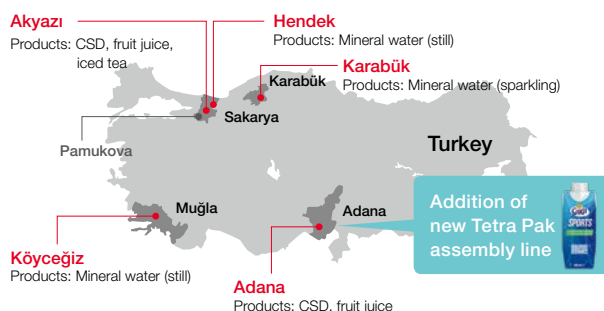 Akyazı
Products: CSD, fruit juice,
iced tea
Hendek
Products: Mineral water (still)
Karabük
Karabük
Products: Mineral water (sparkling)
Sakarya
Pamukova
Turkey
Muğla
Adana
Addition of
new Tetra Pak
assembly line
SPORTS
Köyceğiz
Products: Mineral water (still)
Adana
Products: CSD, fruit juice